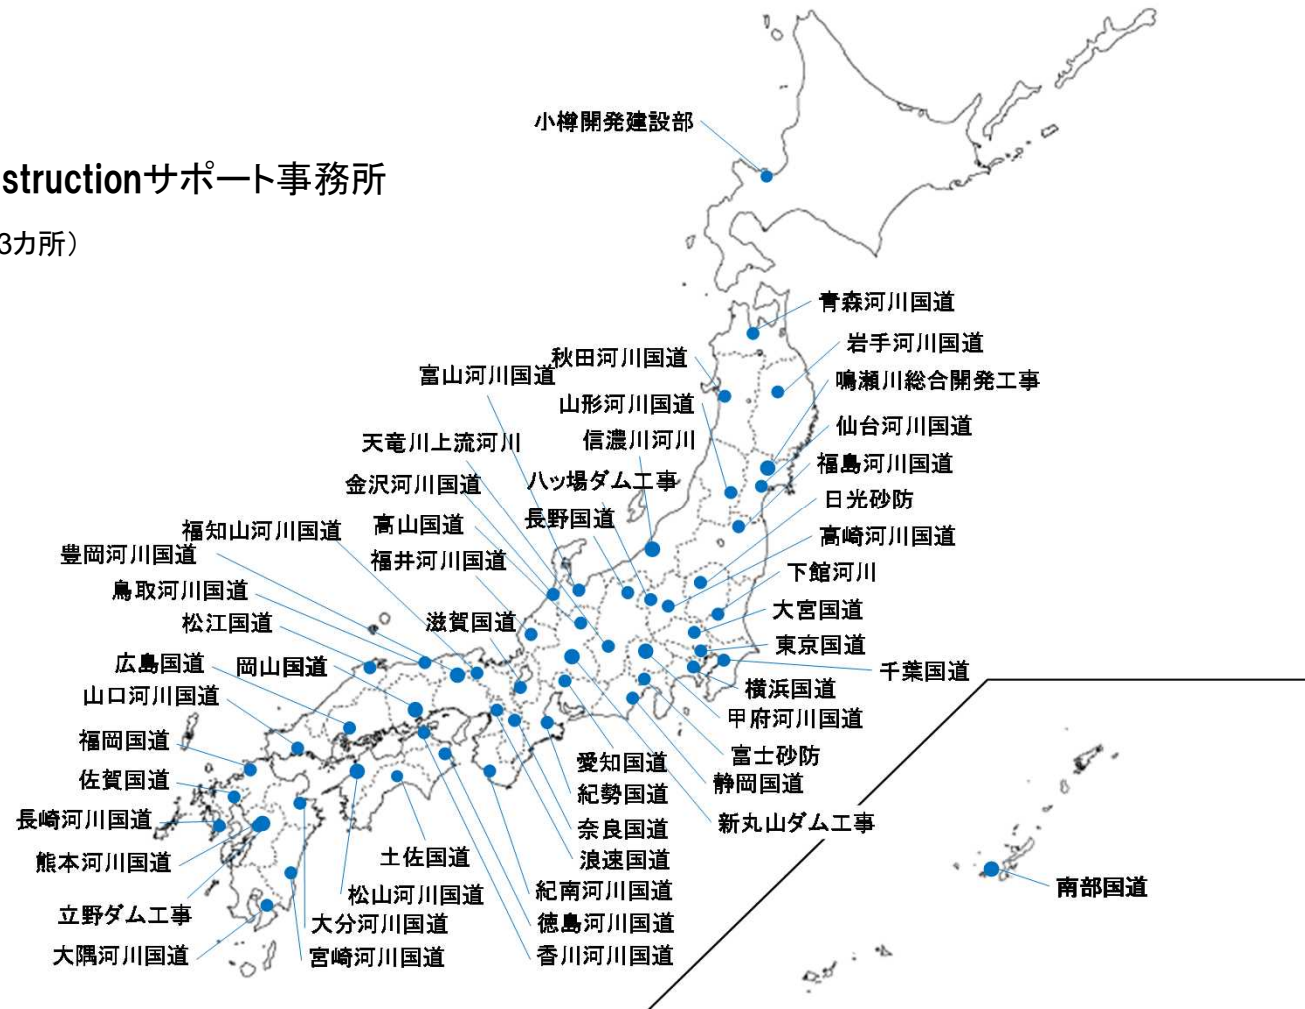 structionサポート事務所
3カ所）
小樽開発建設部
青森河川国道
岩手河川国道
秋田河川国道
富山河川国道
鳴瀬川総合開発工事
山形河川国道
仙台河川国道
信濃川河川
天竜川上流河川
福島河川国道
八ッ場ダム工事
金沢河川国道
日光砂防
長野国道
高山国道
福知山河川国道
高崎河川国道
豊岡河川国道
福井河川国道
下館河川
鳥取河川国道
大宮国道
松江国道
滋賀国道
東京国道
広島国道
岡山国道
千葉国道
横浜国道
山口河川国道
甲府河川国道
福岡国道
富士砂防
愛知国道
佐賀国道
静岡国道
紀勢国道
長崎河川国道
新丸山ダム工事
奈良国道
土佐国道
浪速国道
熊本河川国道
南部国道
松山河川国道
紀南河川国道
立野ダム工事
大分河川国道
徳島河川国道
大隅河川国道
宮崎河川国道
香川河川国道